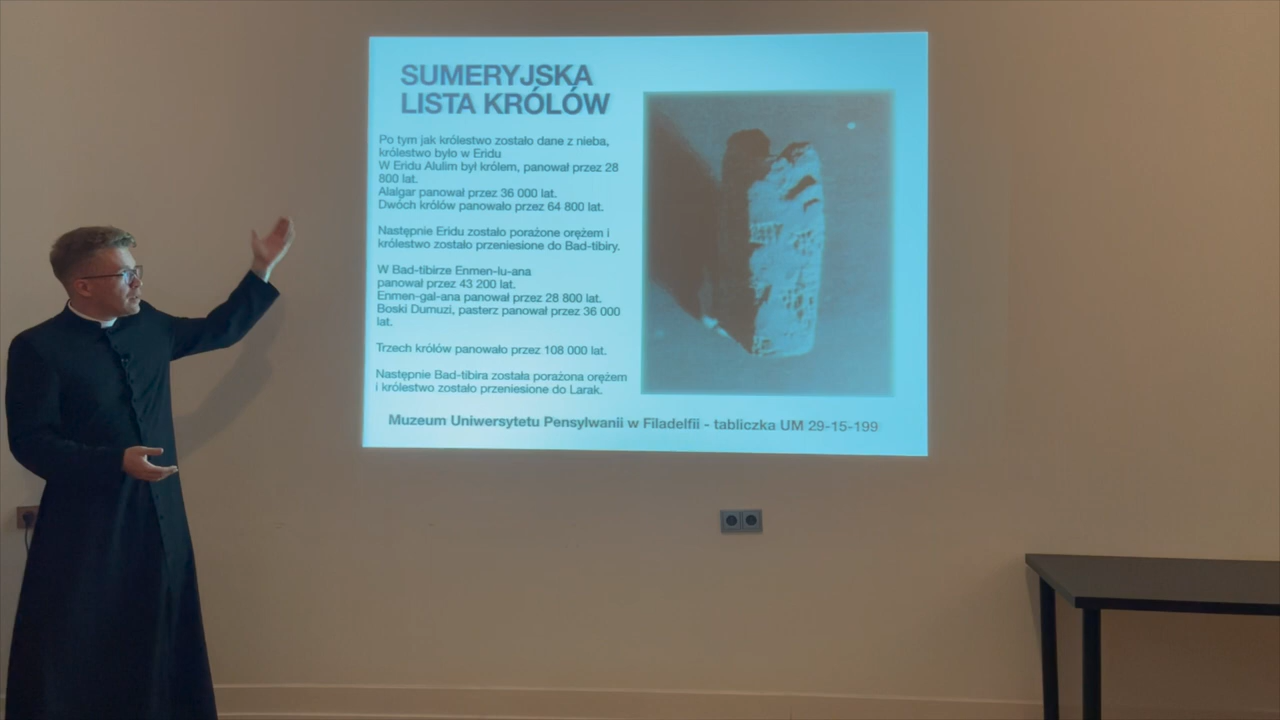 SUMERYJSKA
LISTA KRÓLÓW
Po tym jak królestwo zostało dane z nieba,
królestwo było w Eridu
W Eridu Alulim był królem, panował przez 28
800 lat.
Alalgar panował przez 36 000 lat.
Dwóch królów panowało przez 64 800 lat.
Następnie Eridu zostało porażone orężem i
królestwo zostało przeniesione do Bad-tibiry.
W Bad-tibirze Enmen-lu-ana
panował przez 43 200 lat.
Enmen-gal-ana panował przez 28 800 lat.
Boski Dumuzi, pasterz panował przez 36 000
lat.
Trzech królów panowało przez 108 000 lat.
Następnie Bad-tibira została porażona orężem
i królestwo zostało przeniesione do Larak.
Muzeum Uniwersytetu Pensylwanii w Filadelfii - tabliczka UM 29-15-199